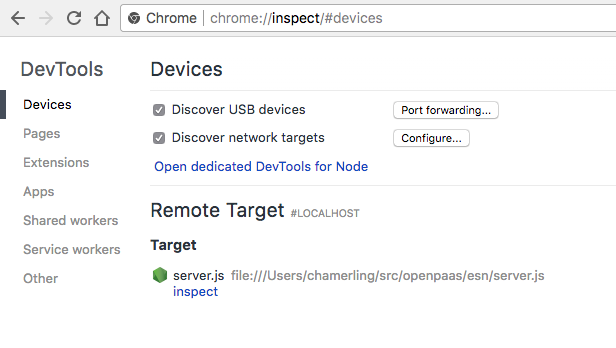 Chrome | chrome://inspect/#devices
DevTools
Devices
Pages
Extensions
Apps
Shared workers
Service workers
Other
Devices
Discover USB devices Port forwarding...
Discover network targets Configure...
Open dedicated DevTools for Node
Remote Target #LOCALHOST
Target
server.js file:///Users/chamerling/src/openpaas/esn/server.js
inspect